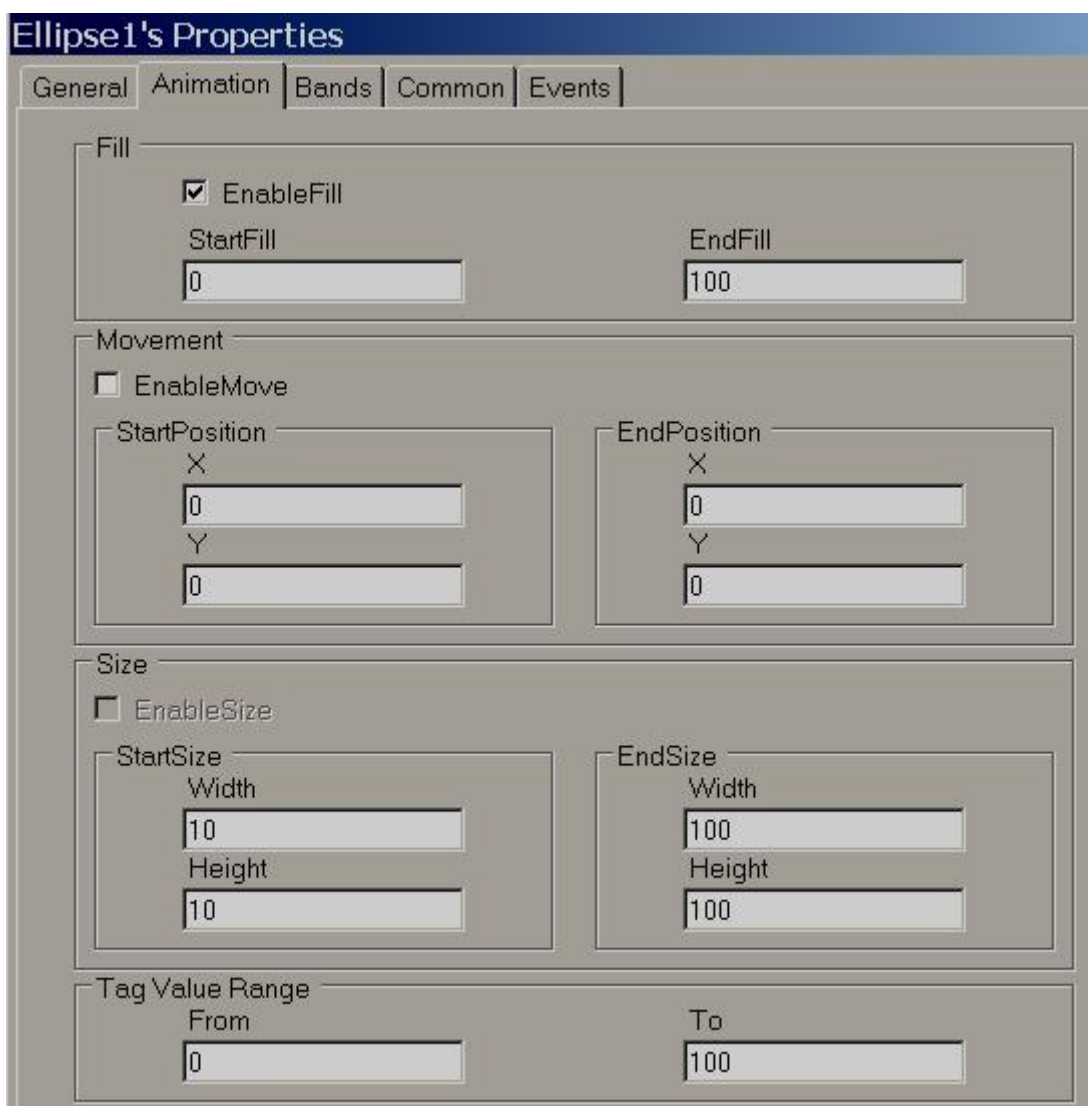 Ellipse1's Properties
General Animation Bands Common Events
Fill
EnableFill
StartFill EndFill
0 100
Movement
EnableMove
StartPosition EndPosition
X X
0 0
Y Y
0 0
Size
EnableSize
StartSize EndSize
Width Width
10 100
Height Height
10 100
Tag Value Range
From To
0 100